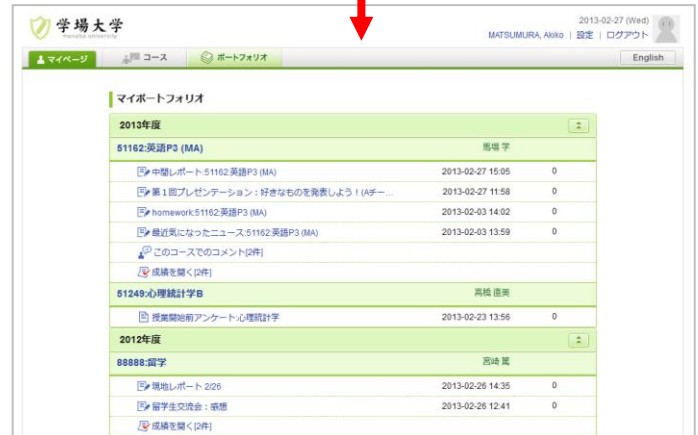 学場大学
manaba university
2013-02-27 (Wed)
MATSUMURA, Akiko | 設定 | ログアウト
マイページ コース ポートフォリオ English
マイポートフォリオ
2013年度
51162:英語P3 (MA) 馬場 学
中間レポート:51162:英語P3 (MA) 2013-02-27 15:05 0
第1回プレゼンテーション:好きなものを発表しよう!(Aチー... 2013-02-27 11:58 0
homework:51162:英語P3 (MA) 2013-02-03 14:02 0
最近気になったニュース:51162:英語P3 (MA) 2013-02-03 13:59 0
このコースでのコメント[2件]
成績を開く[2件]
51249:心理統計学B 高橋 直美
授業開始前アンケート:心理統計学 2013-02-23 13:56 0
2012年度
88888:留学 宮崎 篤
現地レポート 2/26 2013-02-26 14:35 0
留学生交流会:感想 2013-02-26 12:41 0
成績を開く[2件]